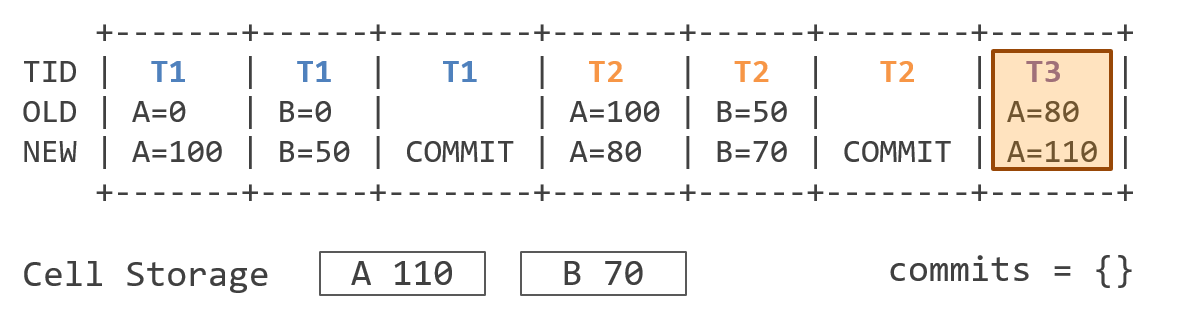 +-------+------+--------+-------+------+--------+-------+
TID | T1 | T1 | T1 | T2 | T2 | T2 | T3 |
OLD | A=0 | B=0 | | A=100 | B=50 | | A=80 |
NEW | A=100 | B=50 | COMMIT | A=80 | B=70 | COMMIT | A=110 |
+-------+------+--------+-------+------+--------+-------+
Cell Storage A 110 B 70 commits = {}